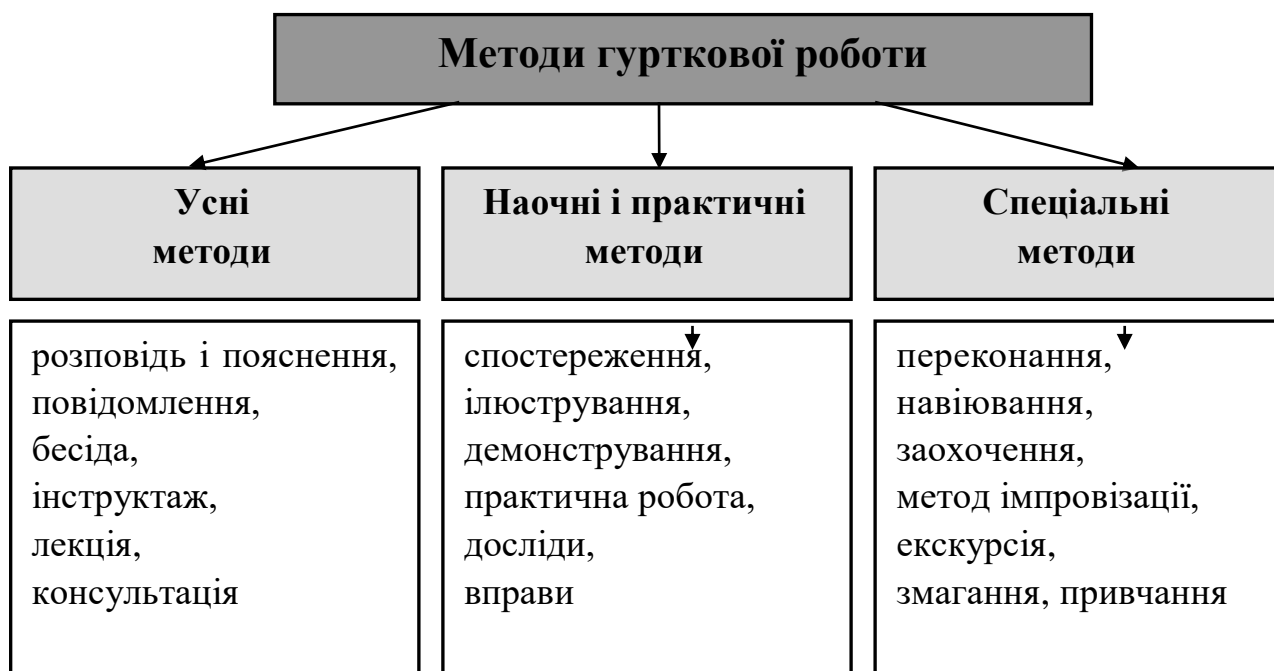 Методи гурткової роботи
Усні
методи
Наочні і практичні
методи
Спеціальні
методи
розповідь і пояснення,
повідомлення,
бесіда,
інструктаж,
лекція,
консультація
спостереження,
ілюстрування,
демонстрування,
практична робота,
досліди,
вправи
переконання,
навіювання,
заохочення,
метод імпровізації,
екскурсія,
змагання, привчання